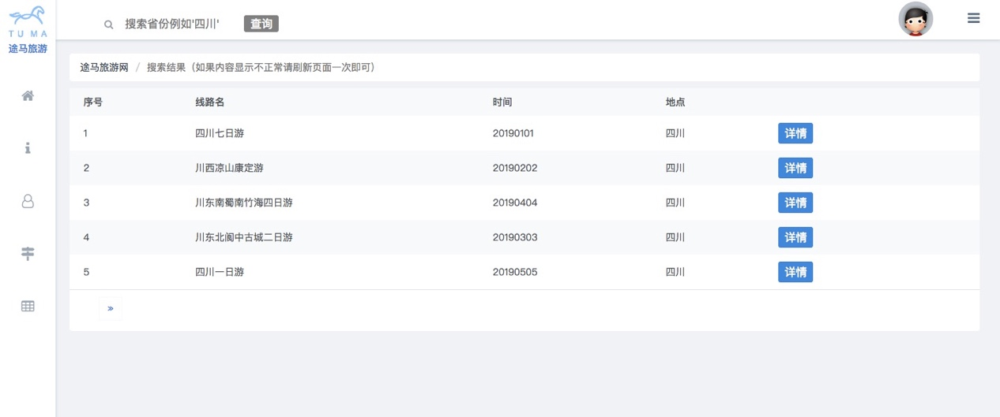 搜索省份例如'四川' 查询
TU MA
途马旅游
途马旅游网 / 搜索结果（如果内容显示不正常请刷新页面一次即可）
序号 线路名 时间 地点
1 四川七日游 20190101 四川 详情
2 川西凉山康定游 20190202 四川 详情
3 川东南蜀南竹海四日游 20190404 四川 详情
4 川东北阆中古城二日游 20190303 四川 详情
5 四川一日游 20190505 四川 详情
»